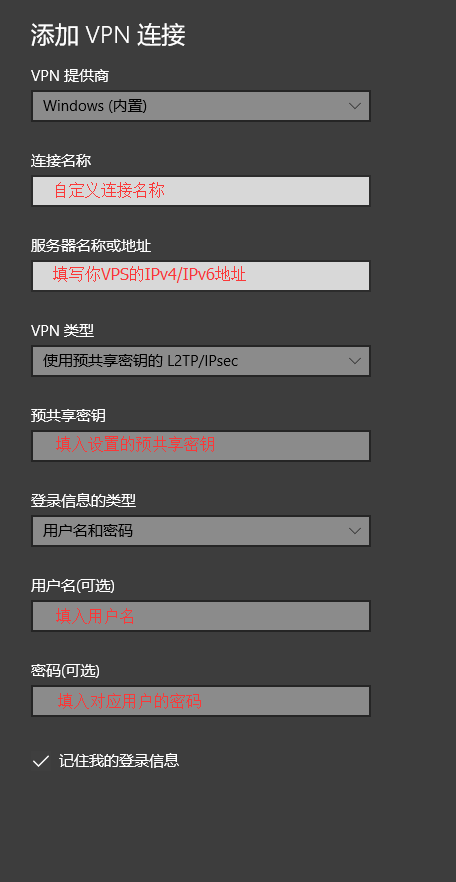 添加 VPN 连接
VPN 提供商
Windows (内置)
连接名称
自定义连接名称
服务器名称或地址
填写你VPS的IPv4/IPv6地址
VPN 类型
使用预共享密钥的 L2TP/IPsec
预共享密钥
填入设置的预共享密钥
登录信息的类型
用户名和密码
用户名(可选)
填入用户名
密码(可选)
填入对应用户的密码
记住我的登录信息